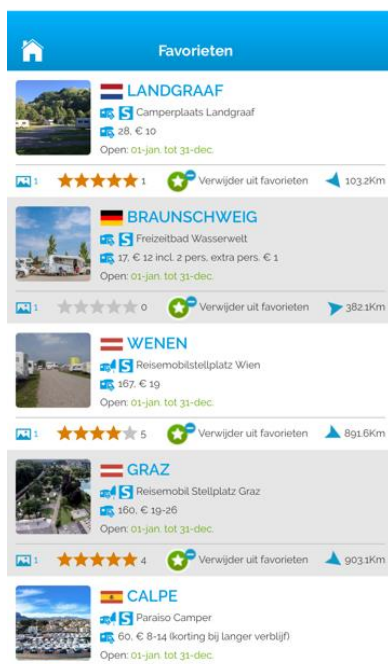 Favorieten
LANDGRAAF
S Camperplaats Landgraaf
28, € 10
Open: 01-jan. tot 31-dec.
1 1 Verwijder uit favorieten 103.2Km
BRAUNSCHWEIG
S Freizeitbad Wasserwelt
17, € 12 incl. 2 pers, extra pers. € 1
Open: 01-jan. tot 31-dec.
1 0 Verwijder uit favorieten 382.1Km
WENEN
S Reisemobilstellplatz Wien
167, € 19
Open: 01-jan. tot 31-dec.
1 5 Verwijder uit favorieten 891.6Km
GRAZ
S Reisemobil Stellplatz Graz
160, € 19-26
Open: 01-jan. tot 31-dec.
1 4 Verwijder uit favorieten 903.1Km
CALPE
S Paraiso Camper
60, € 8-14 (korting bij langer verblijf)
Open: 01-jan. tot 31-dec.